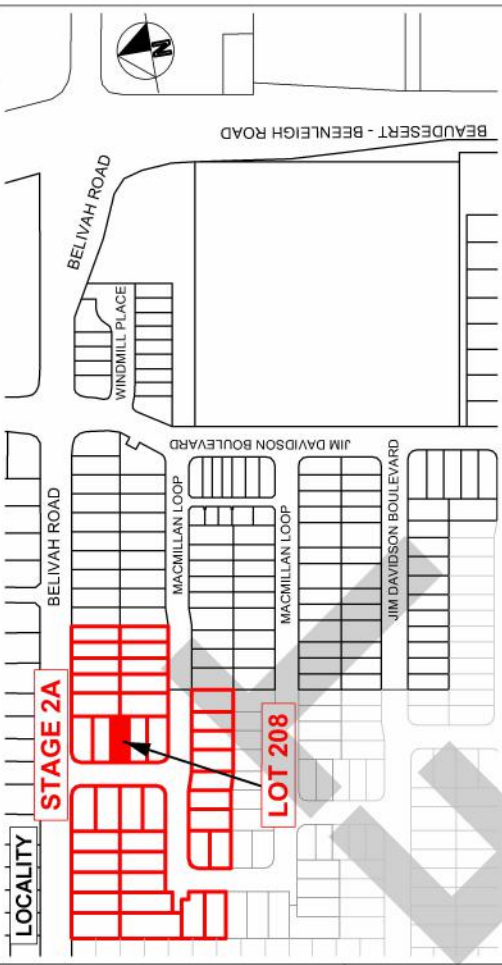 N
BEAUDESERT - BEENLEIGH ROAD
BELIVAH ROAD
WINDMILL PLACE
JIM DAVIDSON BOULEVARD
BELIVAH ROAD
MACMILLAN LOOP
MACMILLAN LOOP
JIM DAVIDSON BOULEVARD
STAGE 2A
LOT 208
LOCALITY